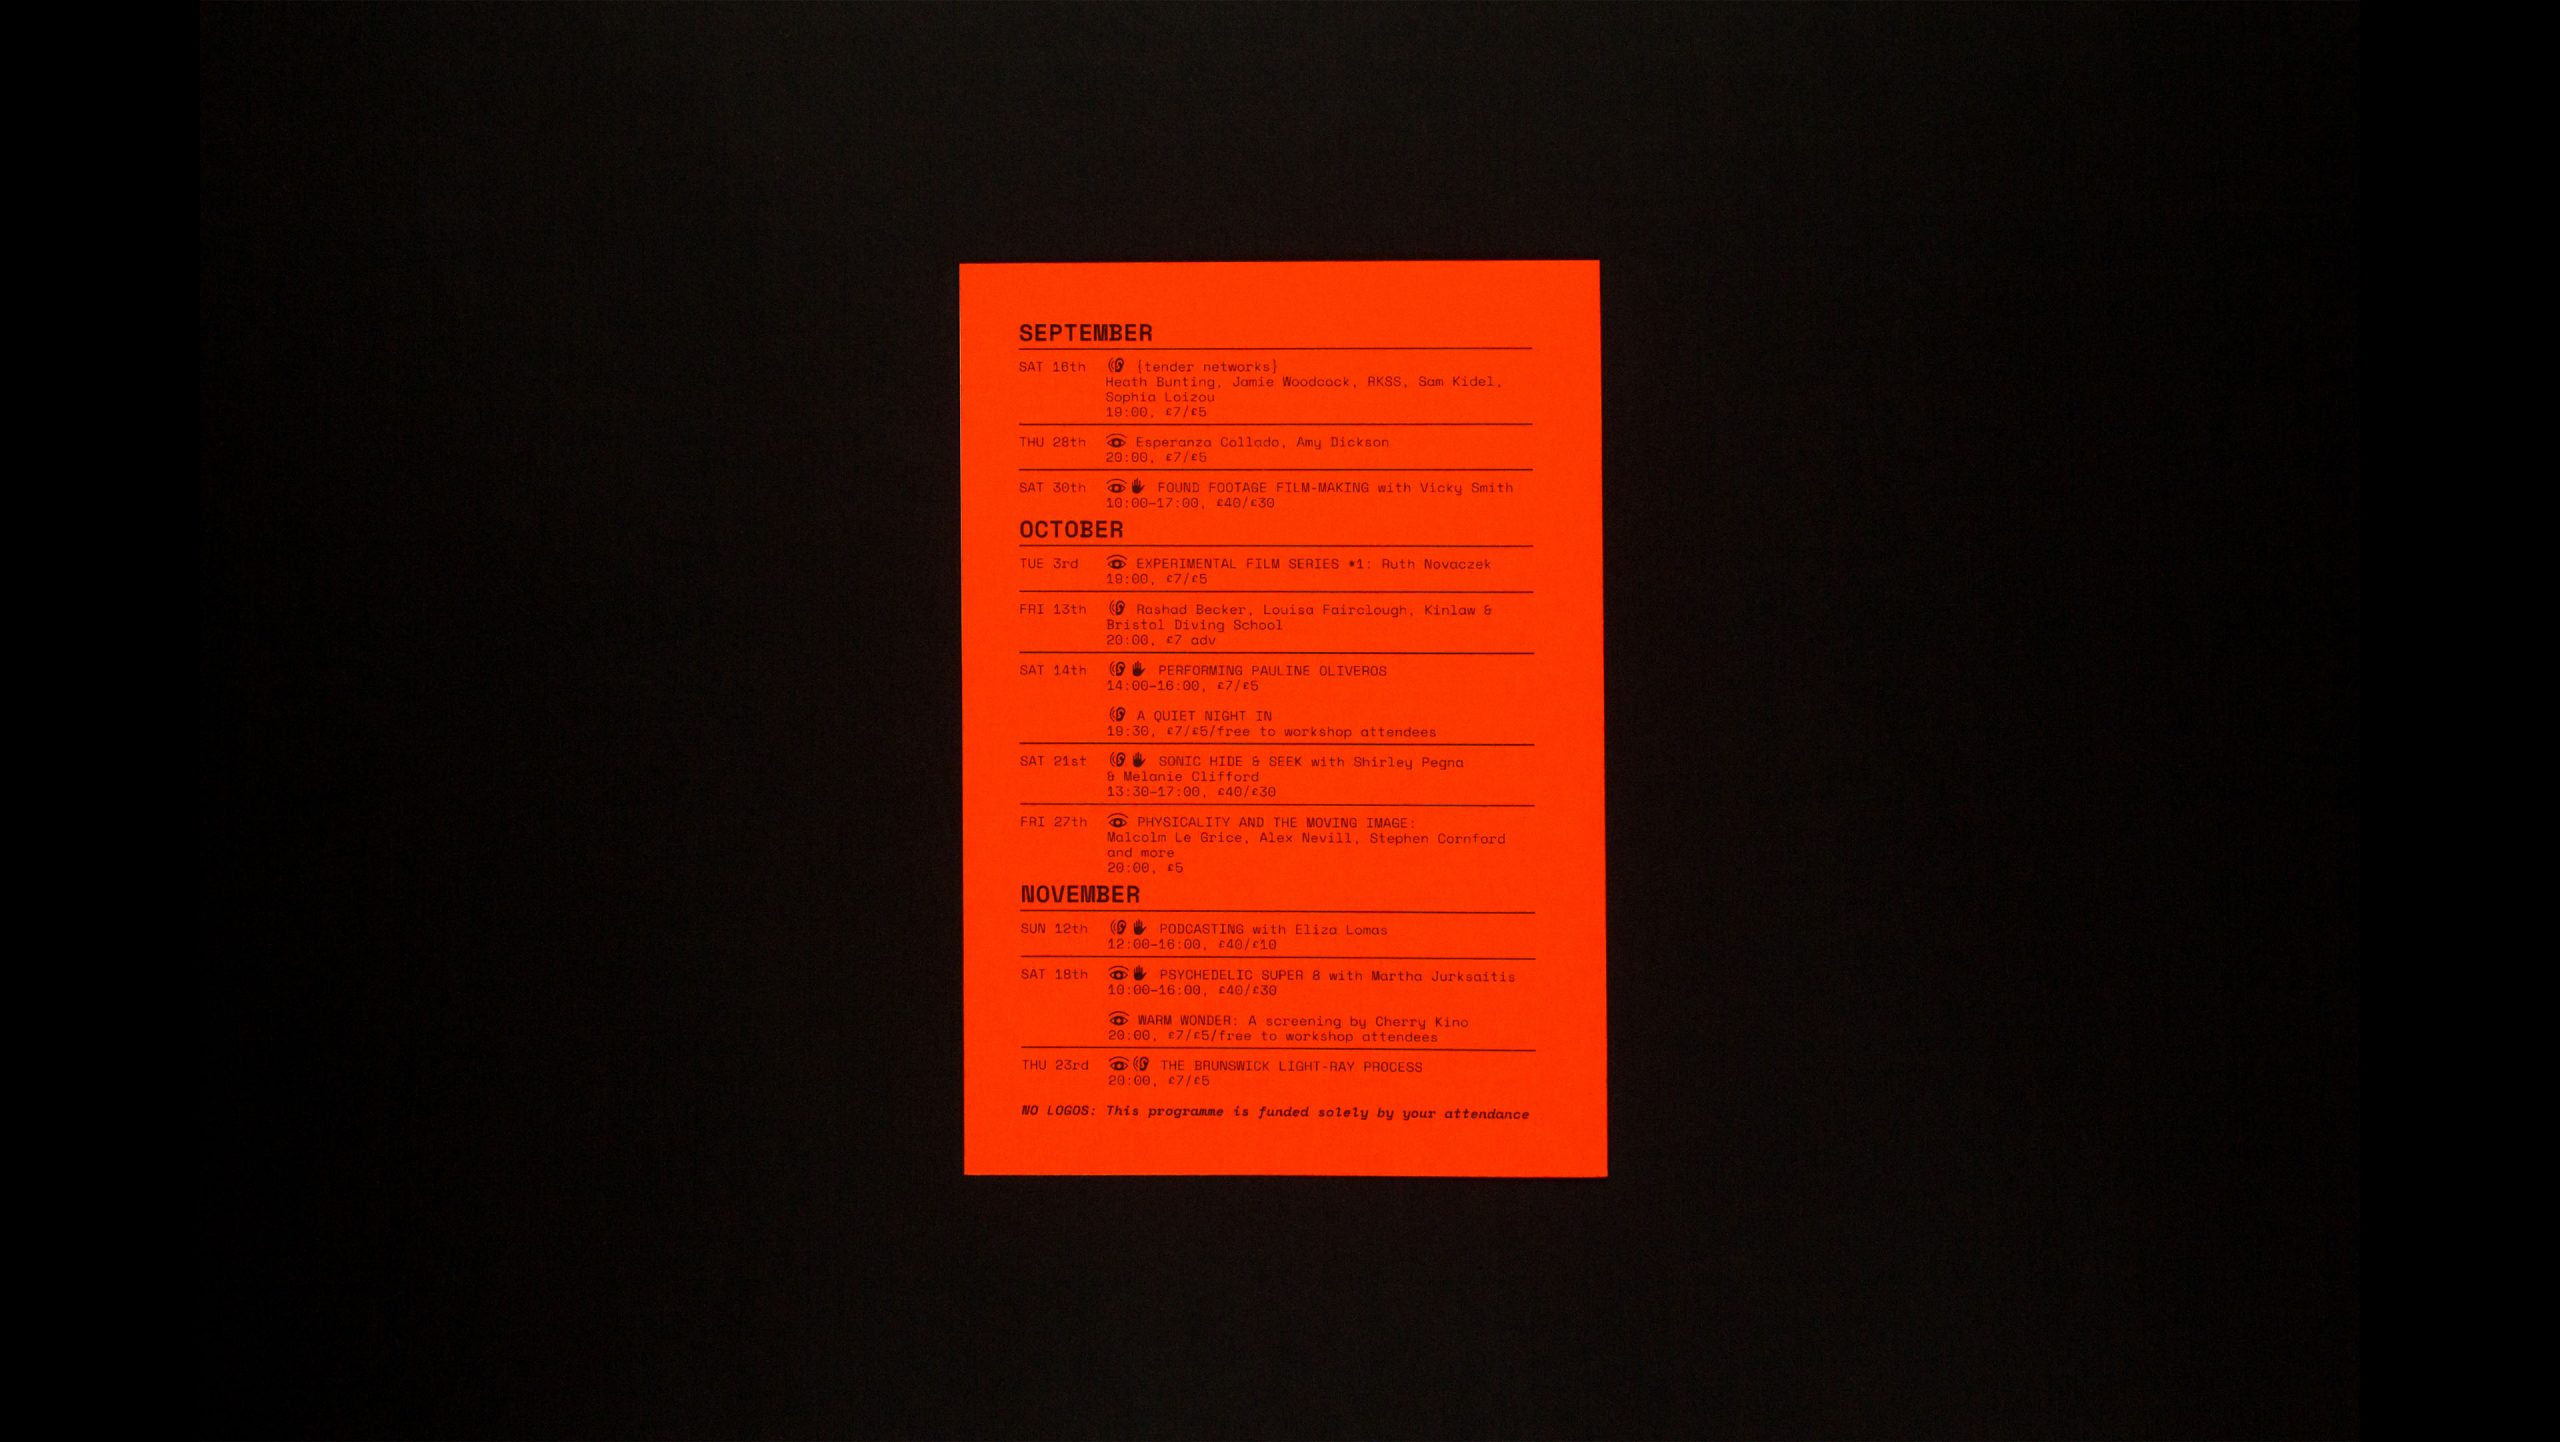 SEPTEMBER
SAT 16th {tender networks}
Heath Bunting, Jamie Woodcock, RKSS, Sam Kidel,
Sophia Loizou
19:00, £7/£5
THU 28th Esperanza Collado, Amy Dickson
20:00, £7/£5
SAT 30th FOUND FOOTAGE FILM-MAKING with Vicky Smith
10:00–17:00, £40/£30
OCTOBER
TUE 3rd EXPERIMENTAL FILM SERIES *1: Ruth Novaczek
19:00, £7/£5
FRI 13th Rashad Becker, Louisa Fairclough, Kinlaw &
Bristol Diving School
20:00, £7 adv
SAT 14th PERFORMING PAULINE OLIVEROS
14:00–16:00, £7/£5
A QUIET NIGHT IN
19:30, £7/£5/free to workshop attendees
SAT 21st SONIC HIDE & SEEK with Shirley Pegna
& Melanie Clifford
13:30–17:00, £40/£30
FRI 27th PHYSICALITY AND THE MOVING IMAGE:
Malcolm Le Grice, Alex Nevill, Stephen Cornford
and more
20:00, £5
NOVEMBER
SUN 12th PODCASTING with Eliza Lomas
12:00–16:00, £40/£10
SAT 18th PSYCHEDELIC SUPER 8 with Martha Jurksaitis
10:00–16:00, £40/£30
WARM WONDER: A screening by Cherry Kino
20:00, £7/£5/free to workshop attendees
THU 23rd THE BRUNSWICK LIGHT-RAY PROCESS
20:00, £7/£5
NO LOGOS: This programme is funded solely by your attendance